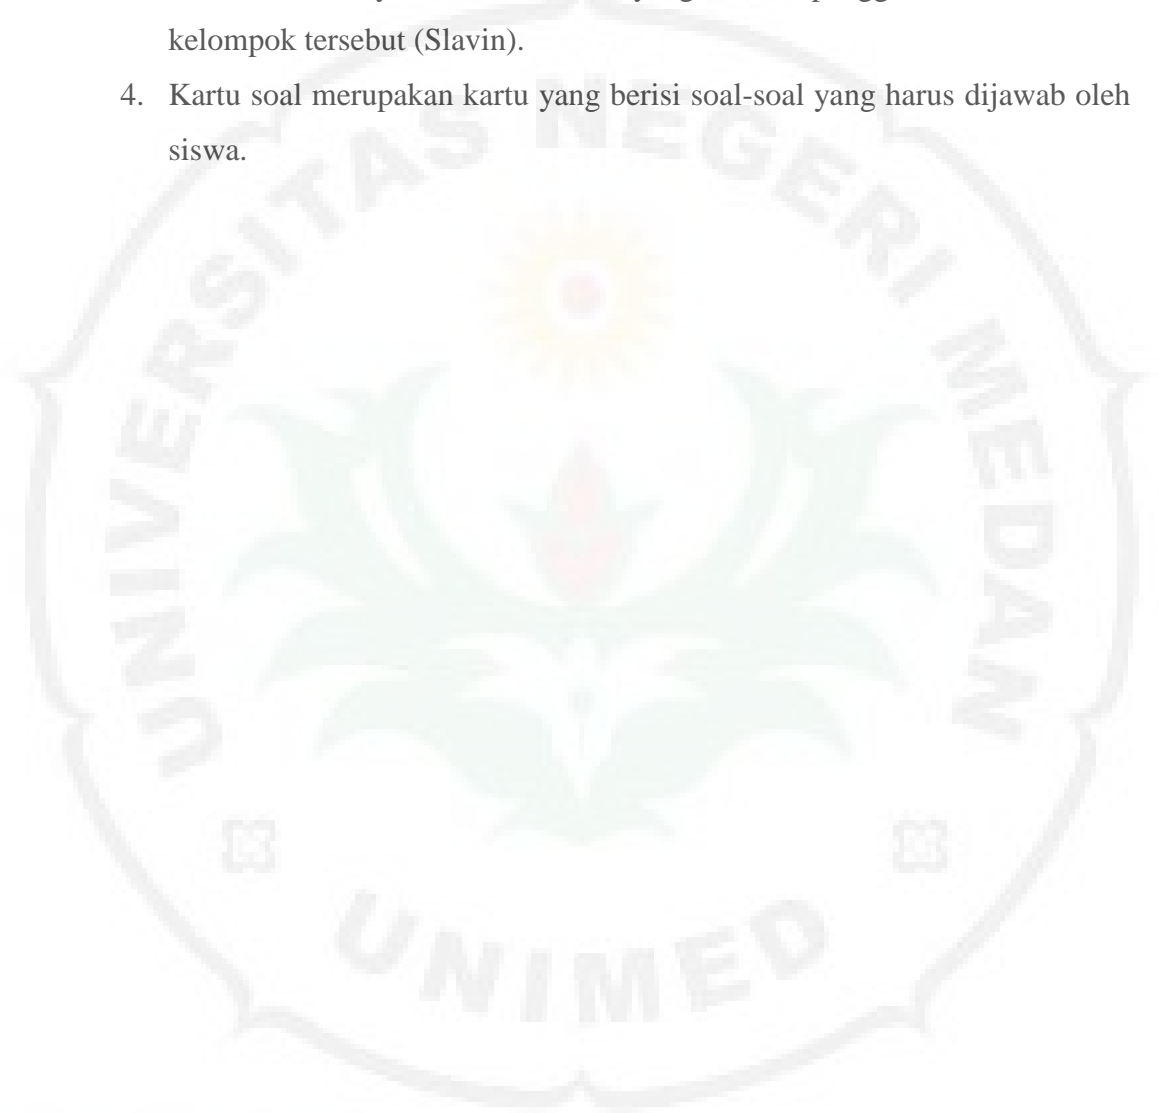 kelompok tersebut (Slavin).
4. Kartu soal merupakan kartu yang berisi soal-soal yang harus dijawab oleh
siswa.
UNIVERSITAS NEGERI MEDAN
UNIMED